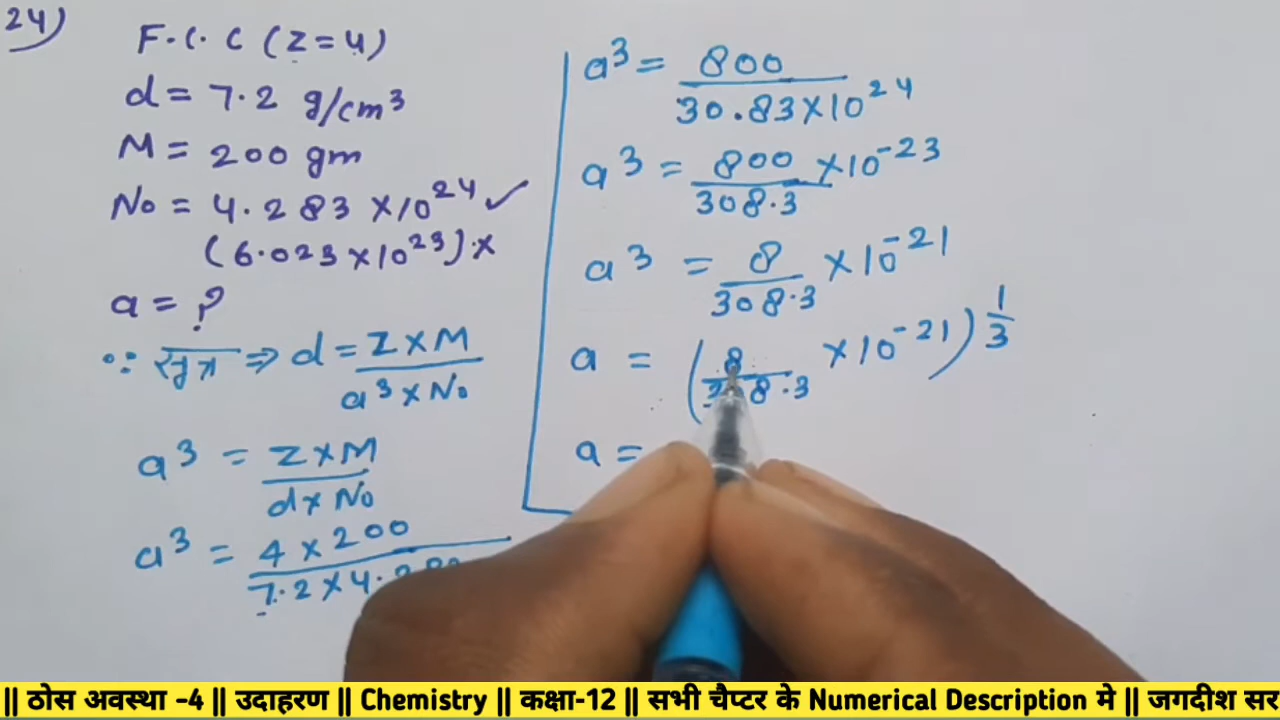 24)
F.C.C (Z=4)
d = 7.2 g/cm³
M = 200 gm
No = 4.283 ×10²⁴ ✓
(6.023×10²³).x
a = ?
∵ सूत्र ⇒ d = Z×M / a³×No
a³ = Z×M / d×No
a³ = 4×200 / 7.2×4.28
a³ = 800 / 30.83×10²⁴
a³ = 800 / 308.3 ×10⁻²³
a³ = 8 / 308.3 ×10⁻²¹
a = (8 / 308.3 ×10⁻²¹)^1/3
a =
|| ठोस अवस्था -4 || उदाहरण || Chemistry || कक्षा-12 || सभी चैप्टर के Numerical Description मे || जगदीश सर